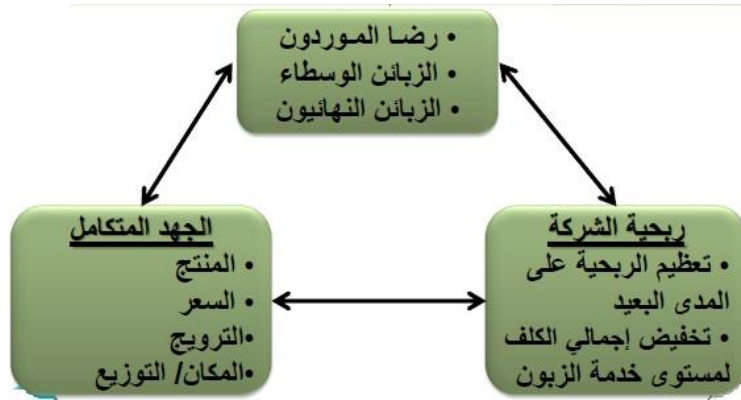 • رضا الموردون
• الزبائن الوسطاء
• الزبائن النهائيون
ربحية الشركة
• تعظيم الربحية على
المدى البعيد
• تخفيض إجمالي الكلف
لمستوى خدمة الزبون
الجهد المتكامل
• المنتج
• السعر
•الترويج
•المكان/ التوزيع